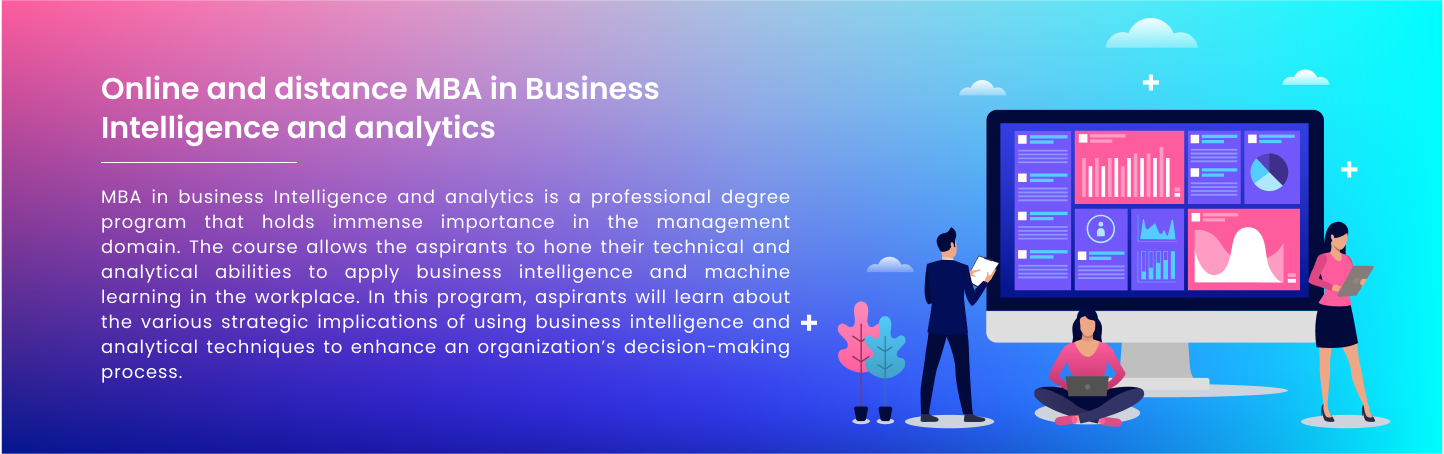 Online and distance MBA in Business
Intelligence and analytics
MBA in business Intelligence and analytics is a professional degree
program that holds immense importance in the management
domain. The course allows the aspirants to hone their technical and
analytical abilities to apply business intelligence and machine
learning in the workplace. In this program, aspirants will learn about
the various strategic implications of using business intelligence and
analytical techniques to enhance an organization’s decision-making
process.